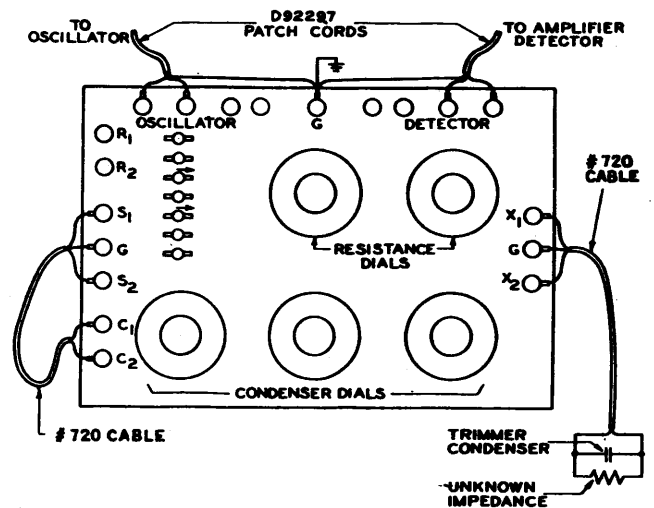 TO
OSCILLATOR
D92297
PATCH CORDS
TO AMPLIFIER
DETECTOR
OSCILLATOR
G
DETECTOR
R1
R2
S1
G
S2
C1
C2
X1
G
X2
#720
CABLE
RESISTANCE
DIALS
CONDENSER DIALS
#720 CABLE
TRIMMER
CONDENSER
UNKNOWN
IMPEDANCE